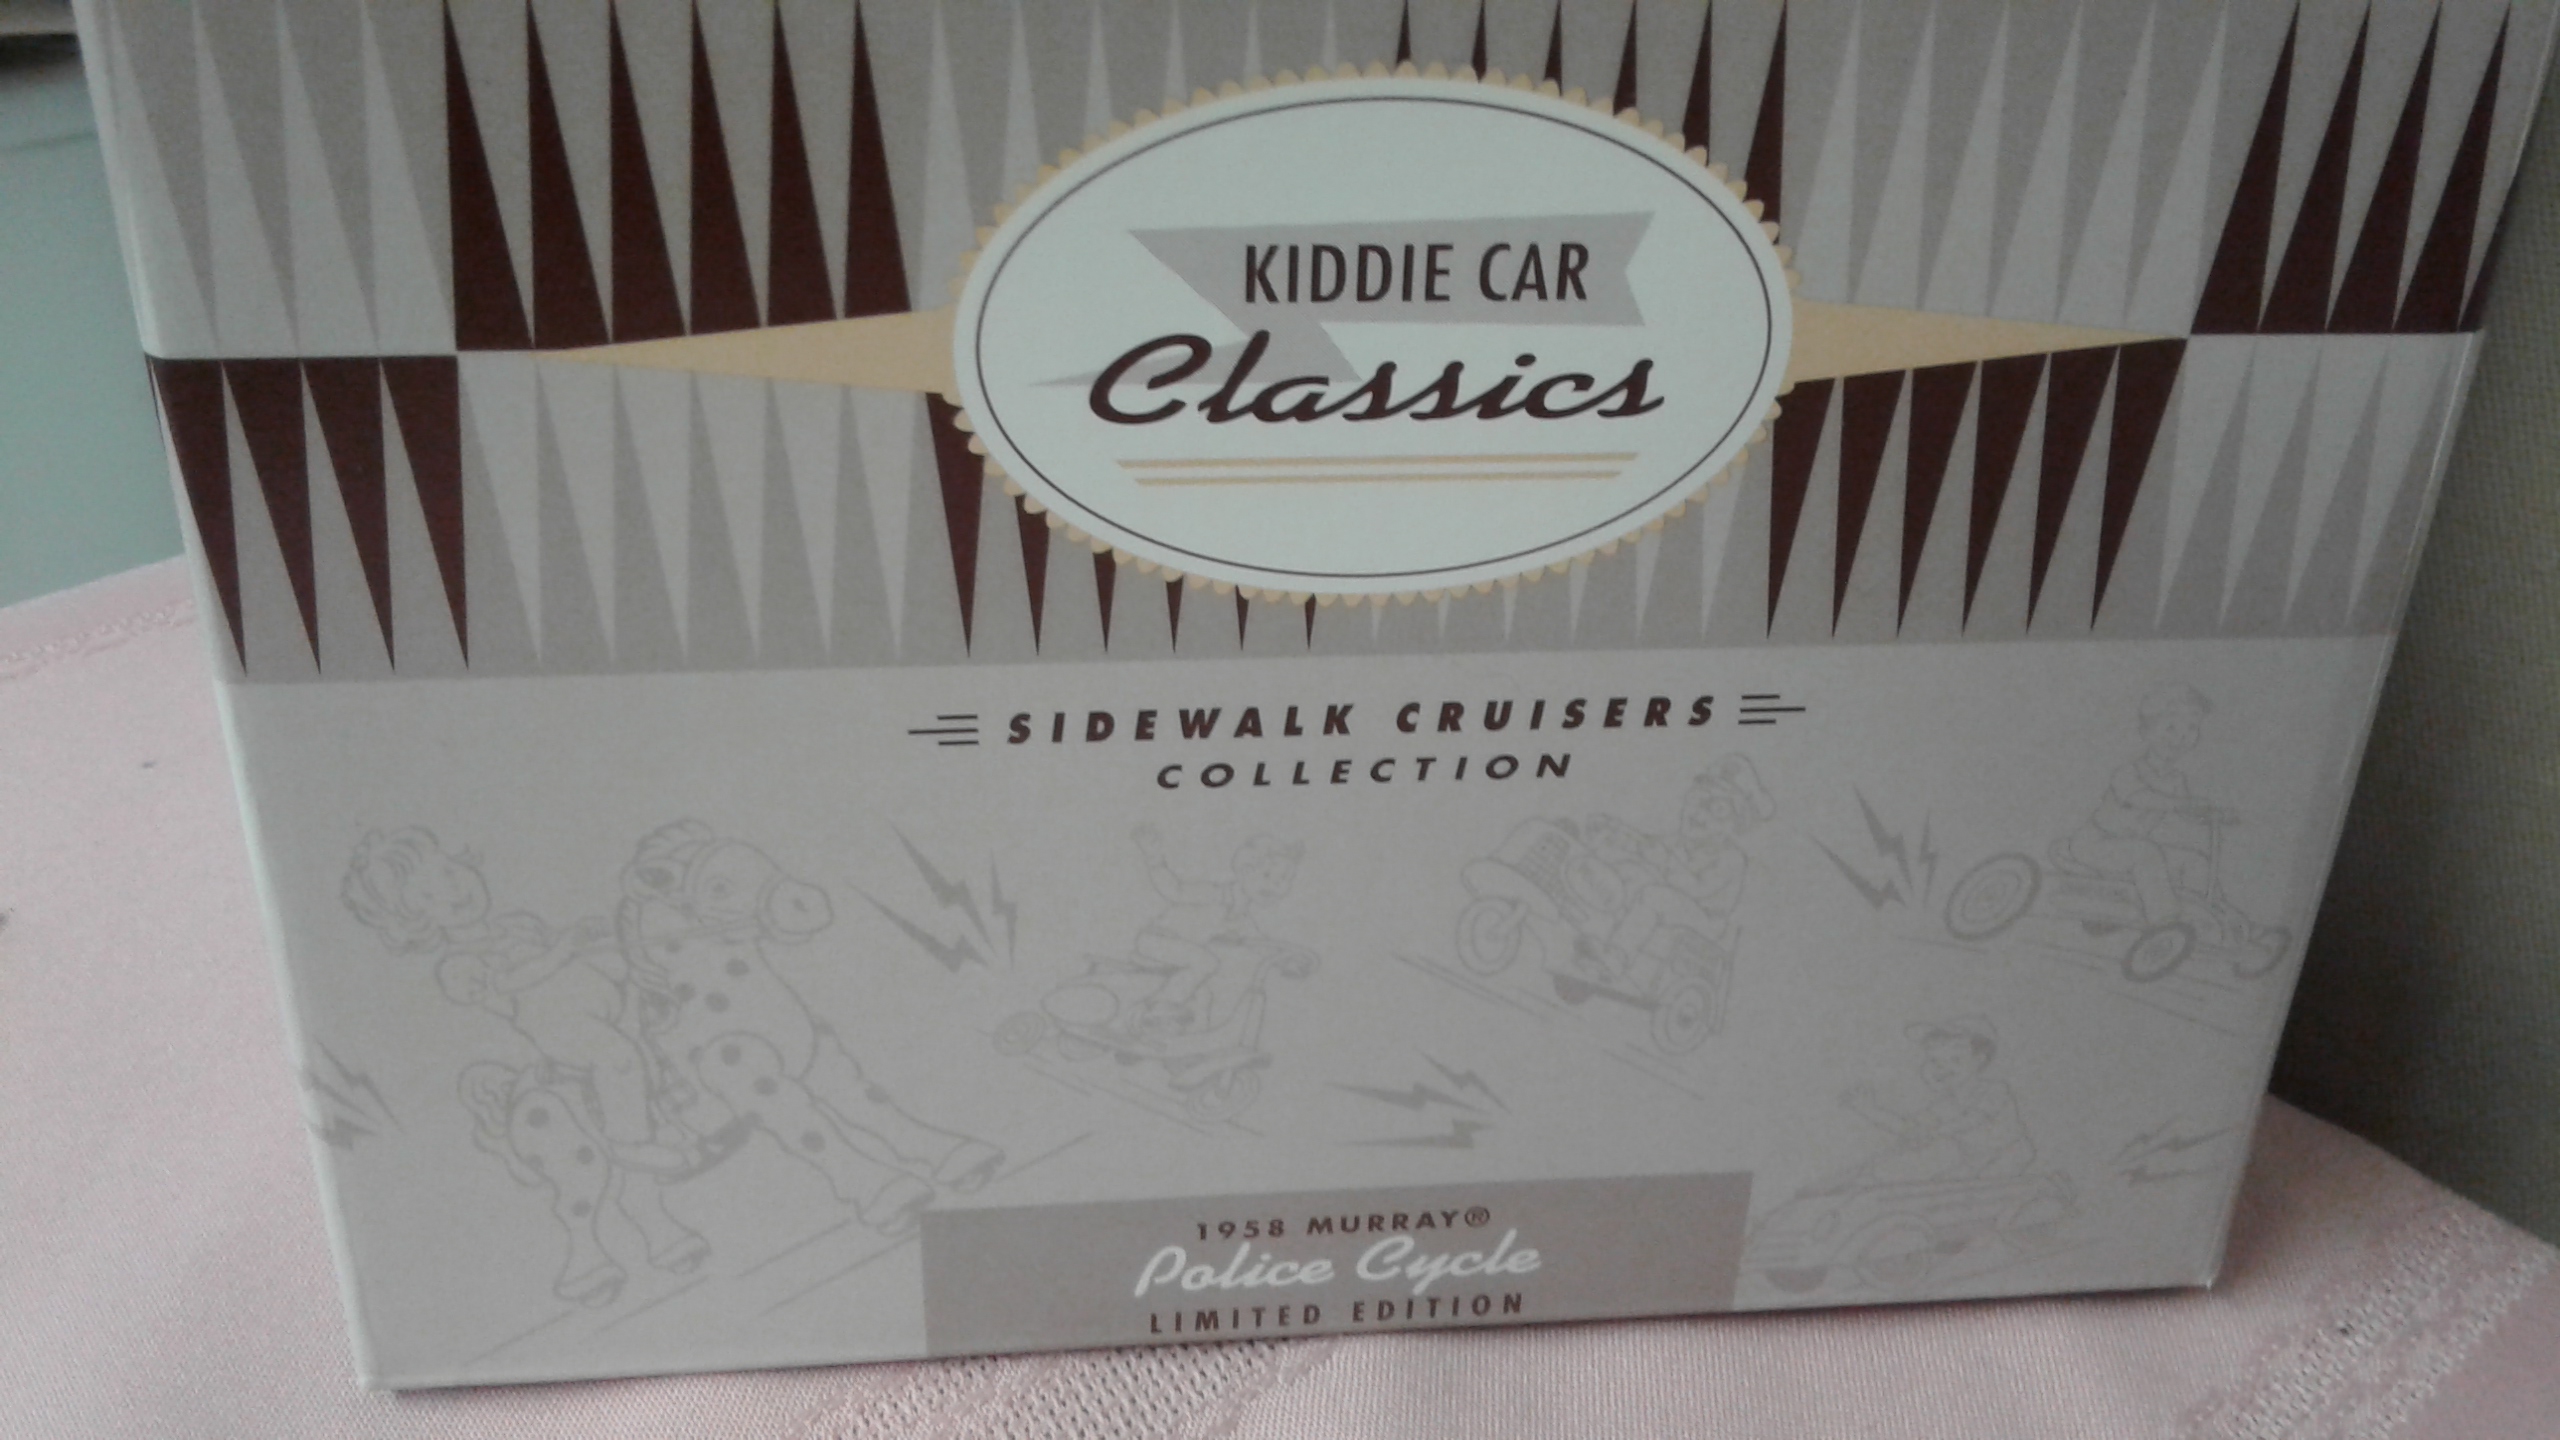 KIDDIE CAR
Classics
SIDEWALK CRUISERS
COLLECTION
1958 MURRAY®
Police Cycle
LIMITED EDITION